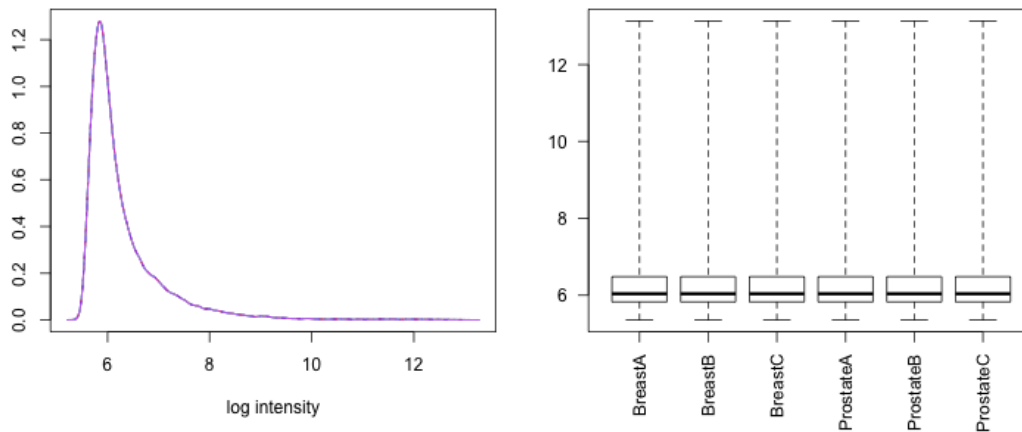 0.0 0.2 0.4 0.6 0.8 1.0 1.2
6 8 10 12
log intensity
6 8 10 12
BreastA
BreastB
BreastC
ProstateA
ProstateB
ProstateC